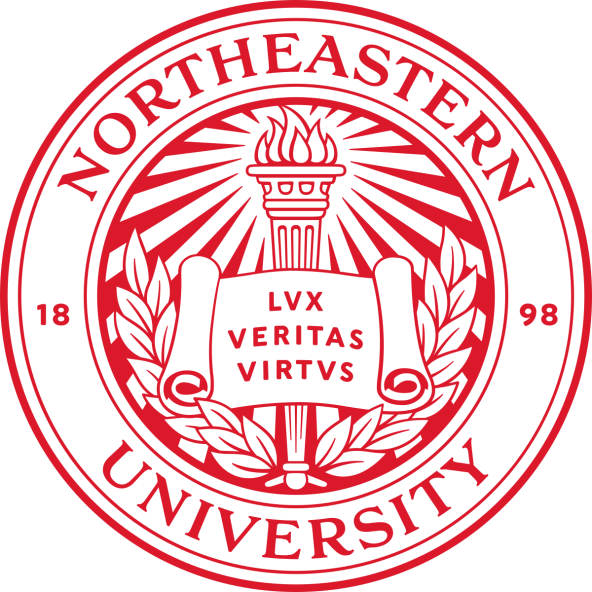 NORTHEASTERN
18 98
LVX
VERITAS
VIRTVS
UNIVERSITY